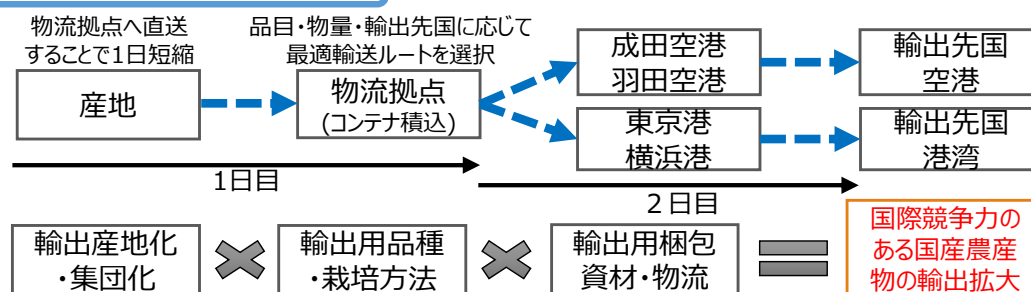 物流拠点へ直送
することで1日短縮
品目・物量・輸出先国に応じて
最適輸送ルートを選択
産地
物流拠点
(コンテナ積込)
成田空港
羽田空港
輸出先国
空港
東京港
横浜港
輸出先国
港湾
1日目
２日目
輸出産地化
・集団化
輸出用品種
・栽培方法
輸出用梱包
資材・物流
国際競争力の
ある国産農産
物の輸出拡大